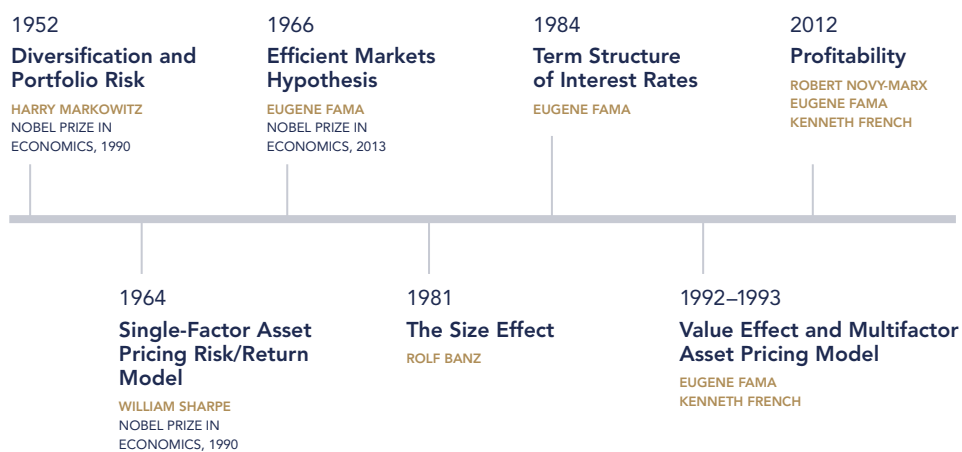 1952
Diversification and
Portfolio Risk
HARRY MARKOWITZ
NOBEL PRIZE IN
ECONOMICS, 1990
1966
Efficient Markets
Hypothesis
EUGENE FAMA
NOBEL PRIZE IN
ECONOMICS, 2013
1984
Term Structure
of Interest Rates
EUGENE FAMA
2012
Profitability
ROBERT NOVY-MARX
EUGENE FAMA
KENNETH FRENCH
1964
Single-Factor Asset
Pricing Risk/Return
Model
WILLIAM SHARPE
NOBEL PRIZE IN
ECONOMICS, 1990
1981
The Size Effect
ROLF BANZ
1992–1993
Value Effect and Multifactor
Asset Pricing Model
EUGENE FAMA
KENNETH FRENCH